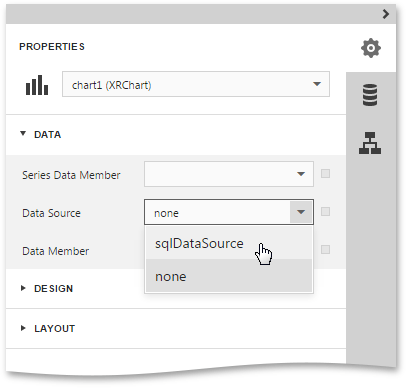 PROPERTIES
chart1 (XRChart)
DATA
Series Data Member
Data Source none
sqlDataSource
Data Member
none
DESIGN
LAYOUT